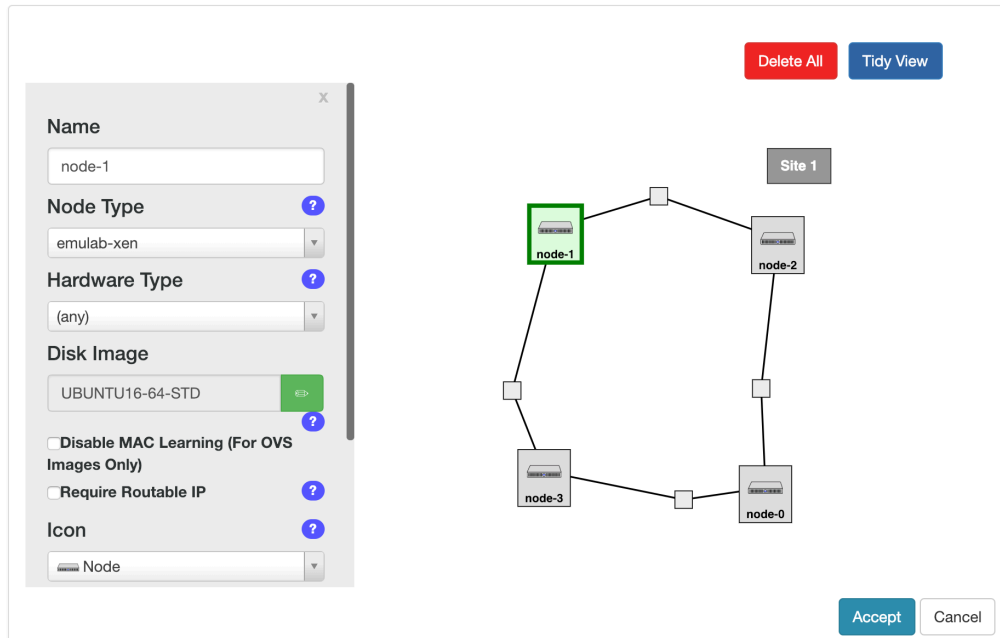 Delete All
Tidy View
x
Name
node-1
Node Type
?
emulab-xen
Hardware Type
?
(any)
Disk Image
UBUNTU16-64-STD
?
Disable MAC Learning (For OVS
Images Only)
Require Routable IP
?
Icon
?
Node
Site 1
node-1
node-2
node-3
node-0
Accept
Cancel